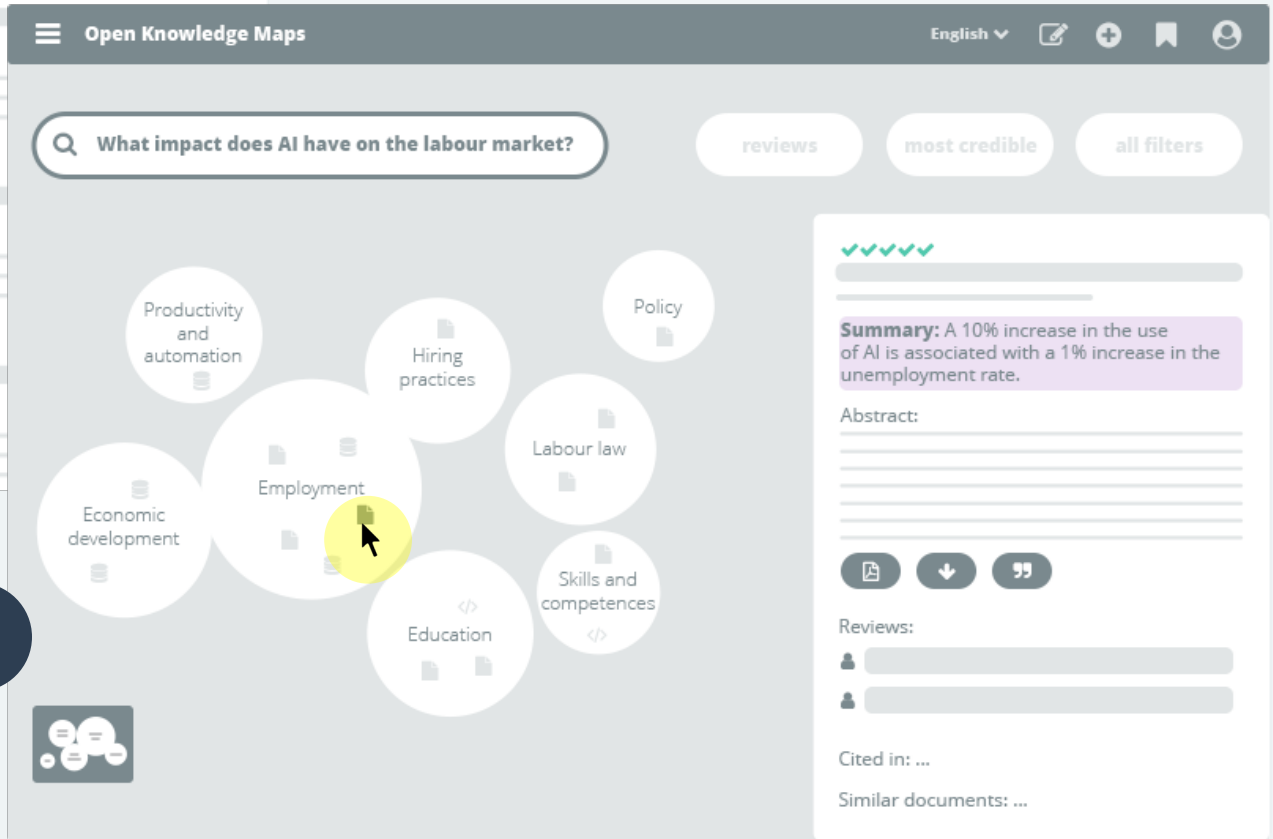 Open Knowledge Maps
English
What impact does AI have on the labour market?
reviews
most credible
all filters
Productivity
and
automation
Hiring
practices
Policy
Labour law
Employment
Economic
development
Skills and
competences
</>
</>
Education
Summary: A 10% increase in the use
of AI is associated with a 1% increase in the
unemployment rate.
Abstract:
Reviews:
Cited in: ...
Similar documents: ...